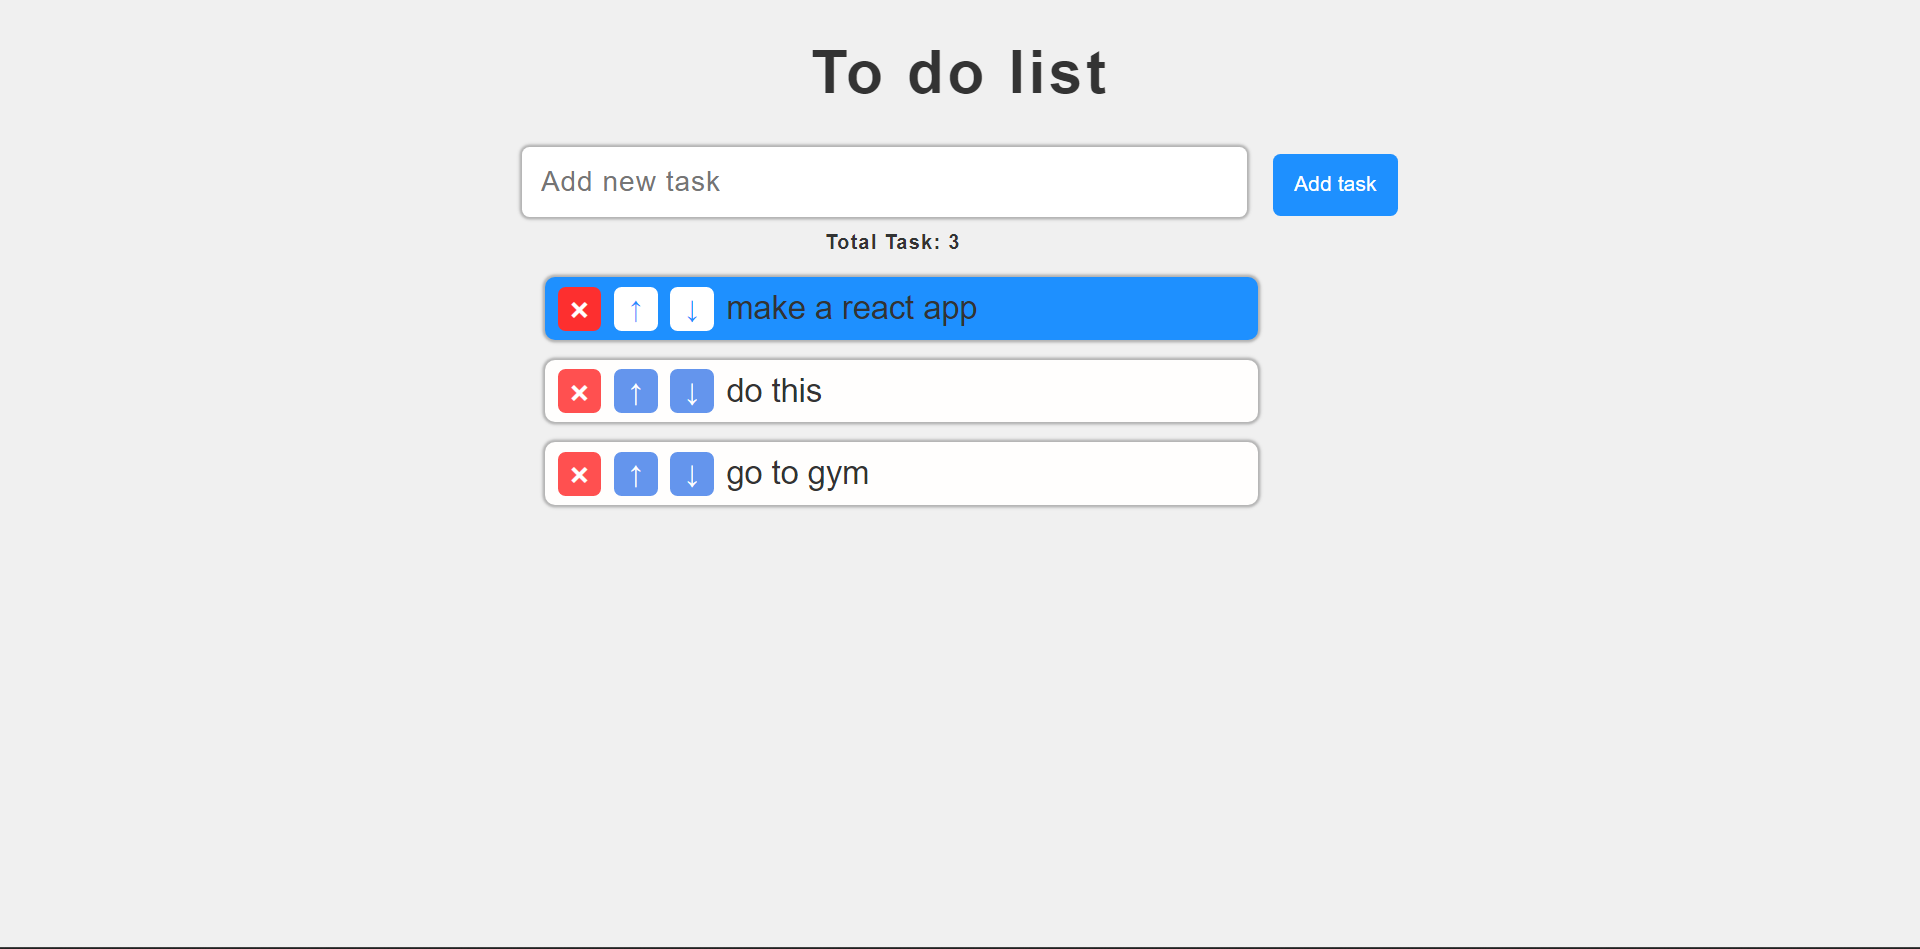 To do list
Add new task
Add task
Total Task: 3
× ↑ ↓ make a react app
× ↑ ↓ do this
× ↑ ↓ go to gym